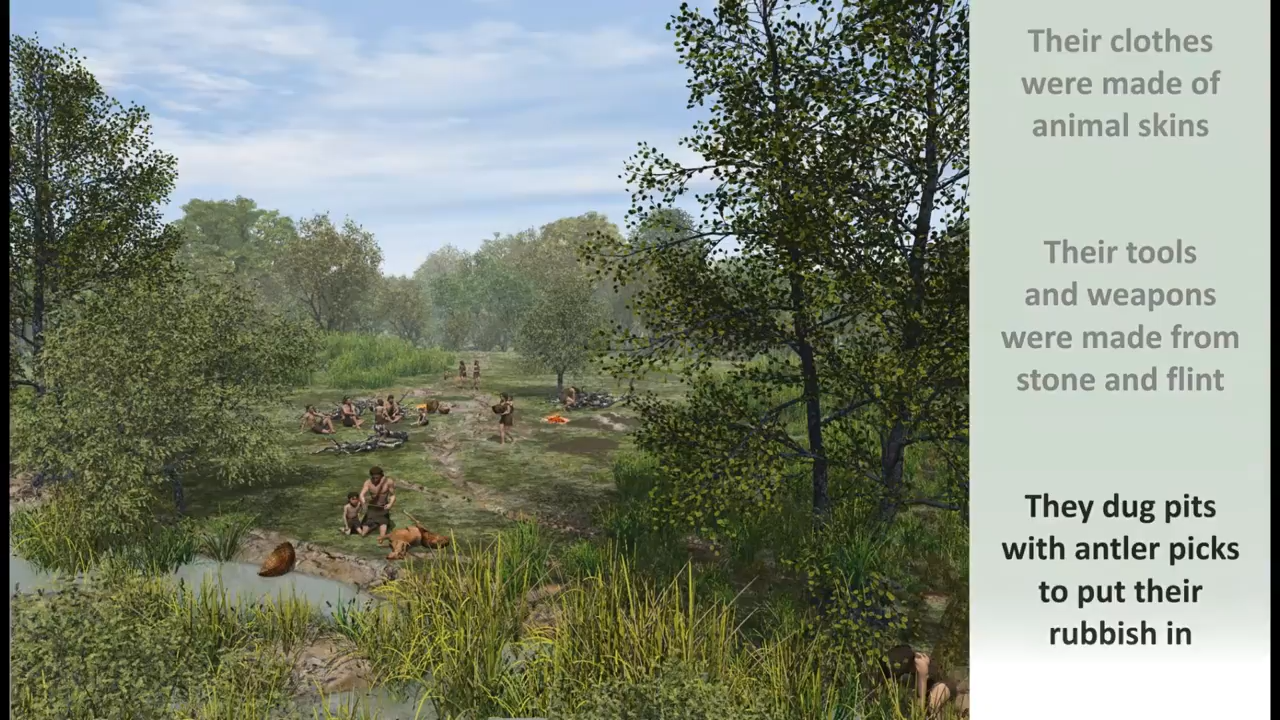 Their clothes
were made of
animal skins
Their tools
and weapons
were made from
stone and flint
They dug pits
with antler picks
to put their
rubbish in